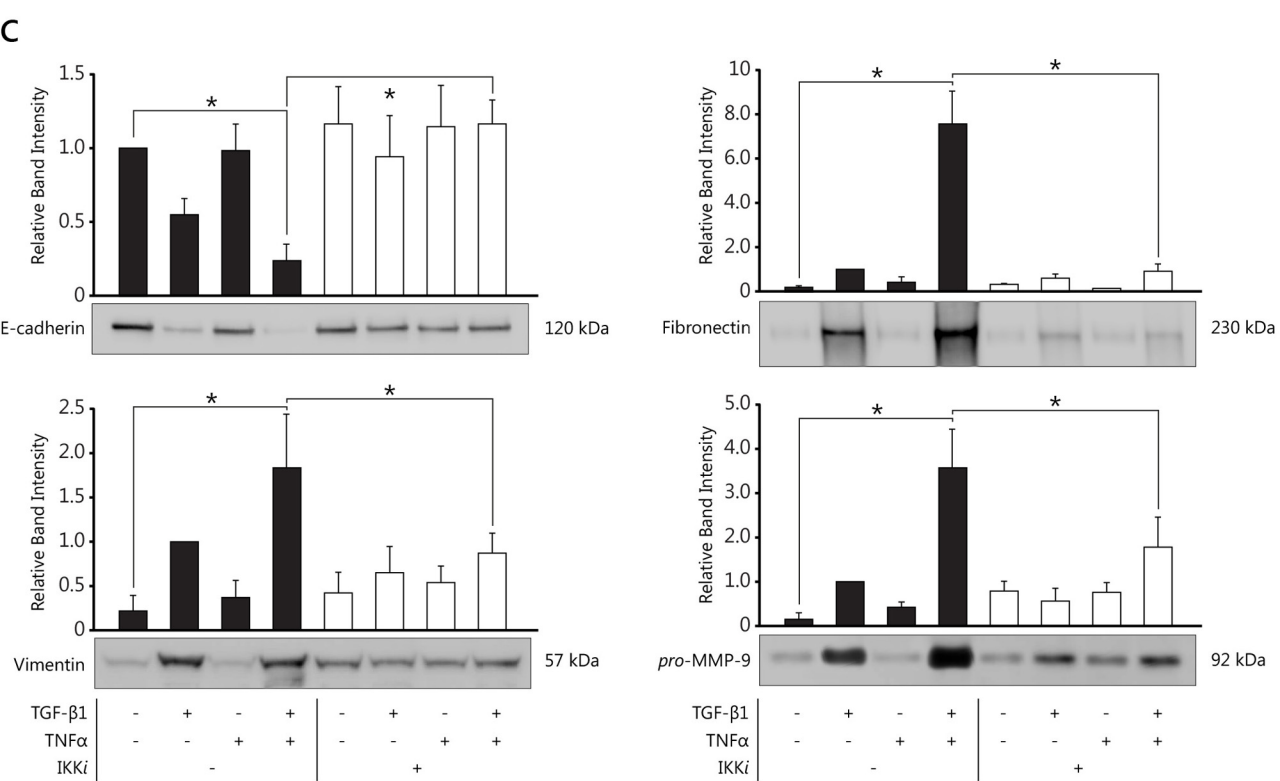 C
Relative Band Intensity
1.5
*
*
1.0
0.5
0
E-cadherin
120 kDa
Relative Band Intensity
10
*
*
8.0
6.0
4.0
2.0
0
Fibronectin
230 kDa
Relative Band Intensity
2.5
*
*
2.0
1.5
1.0
0.5
0
Vimentin
57 kDa
Relative Band Intensity
5.0
*
*
4.0
3.0
2.0
1.0
0
pro-MMP-9
92 kDa
TGF-β1 - + - + - + - +
TNFα - - + + - - + +
IKKi - +
TGF-β1 - + - + - + - +
TNFα - - + + - - + +
IKKi - +